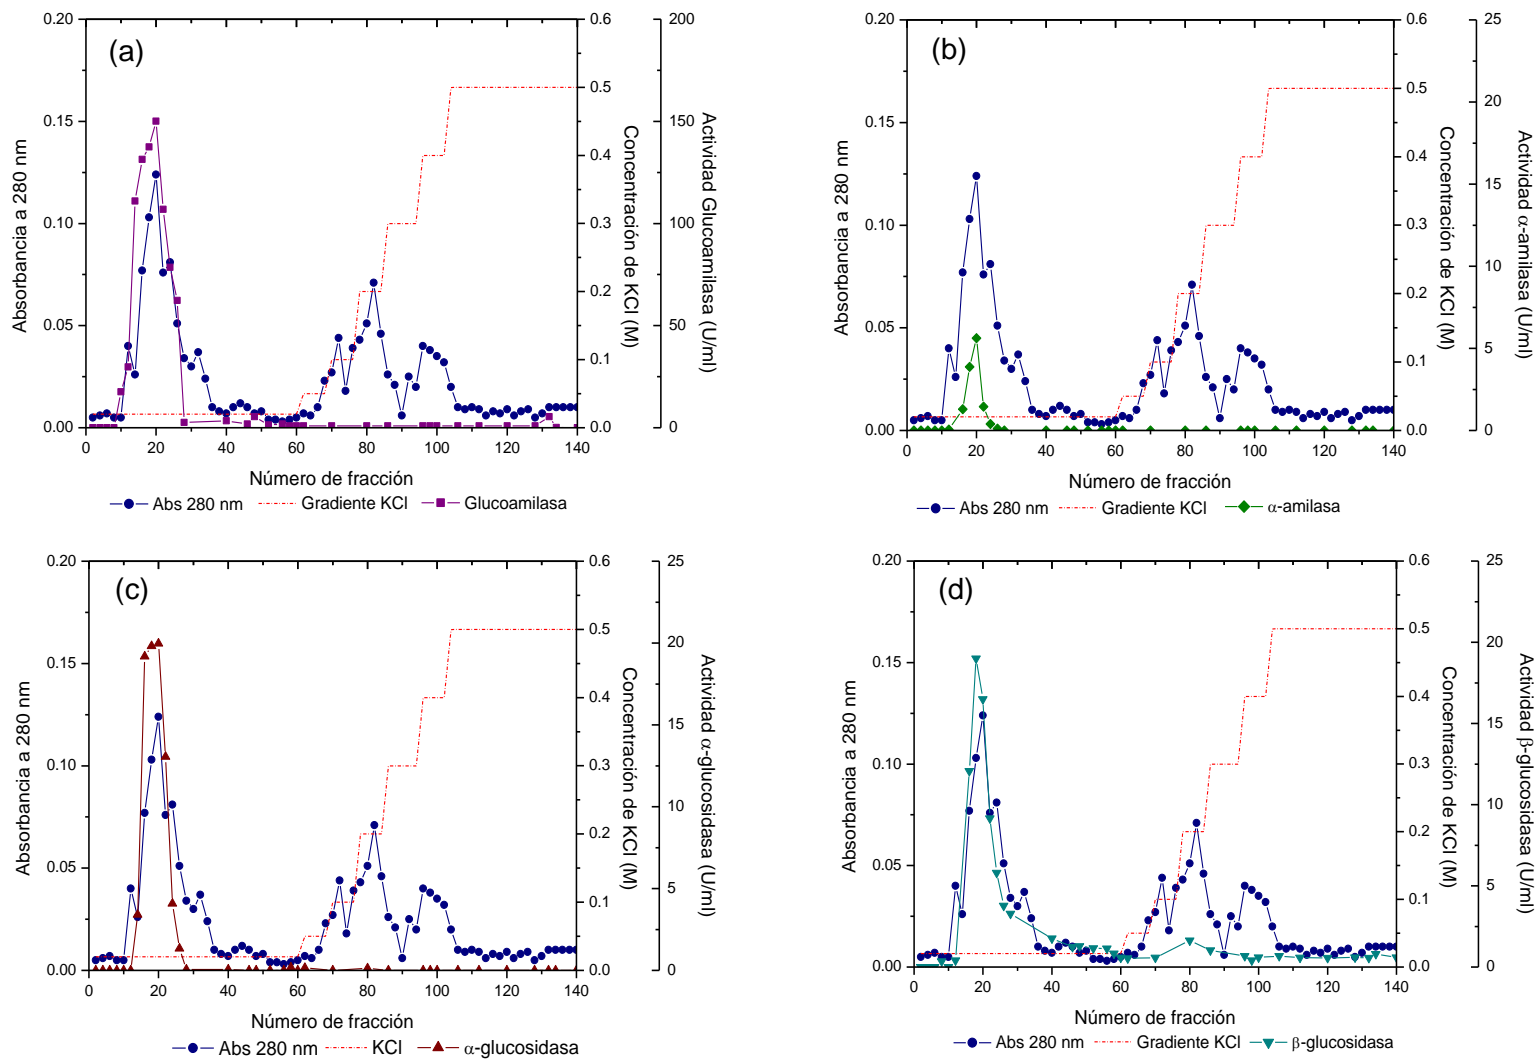 (a)
0.20
0.15
0.10
0.05
0.00
Absorbancia a 280 nm
0 20 40 60 80 100 120 140
Número de fracción
0.6
0.5
0.4
0.3
0.2
0.1
0.0
Concentración de KCl (M)
200
150
100
50
0
Actividad Glucoamilasa (U/ml)
Abs 280 nm Gradiente KCl Glucoamilasa
(b)
0.20
0.15
0.10
0.05
0.00
Absorbancia a 280 nm
0 20 40 60 80 100 120 140
Número de fracción
0.6
0.5
0.4
0.3
0.2
0.1
0.0
Concentración de KCl (M)
25
20
15
10
5
0
Actividad α-amilasa (U/ml)
Abs 280 nm Gradiente KCl α-amilasa
(c)
0.20
0.15
0.10
0.05
0.00
Absorbancia a 280 nm
0 20 40 60 80 100 120 140
Número de fracción
0.6
0.5
0.4
0.3
0.2
0.1
0.0
Concentración de KCl (M)
25
20
15
10
5
0
Actividad α-glucosidasa (U/ml)
Abs 280 nm KCl α-glucosidasa
(d)
0.20
0.15
0.10
0.05
0.00
Absorbancia a 280 nm
0 20 40 60 80 100 120 140
Número de fracción
0.6
0.5
0.4
0.3
0.2
0.1
0.0
Concentración de KCl (M)
25
20
15
10
5
0
Actividad β-glucosidasa (U/ml)
Abs 280 nm Gradiente KCl β-glucosidasa